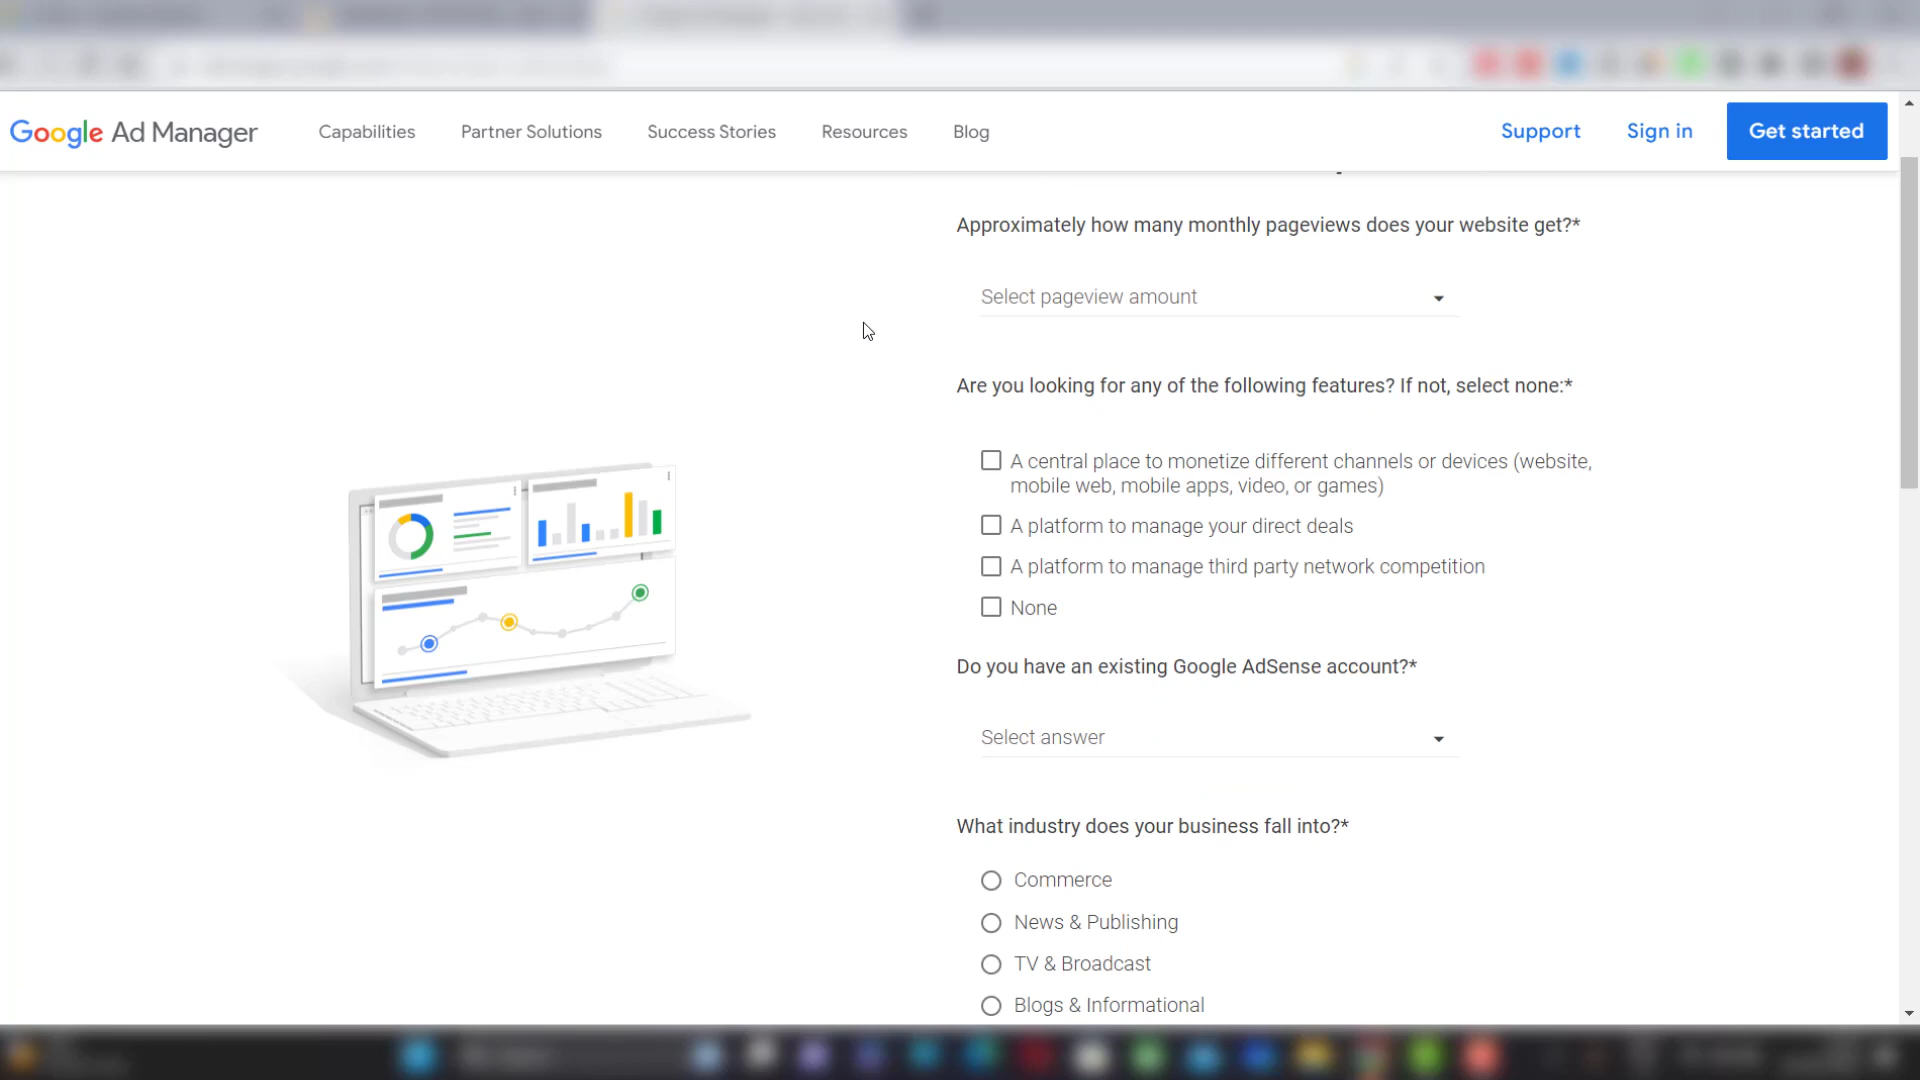 Google Ad Manager
Capabilities
Partner Solutions
Success Stories
Resources
Blog
Support
Sign in
Get started
Approximately how many monthly pageviews does your website get?*
Select pageview amount
Are you looking for any of the following features? If not, select none:*
A central place to monetize different channels or devices (website,
mobile web, mobile apps, video, or games)
A platform to manage your direct deals
A platform to manage third party network competition
None
Do you have an existing Google AdSense account?*
Select answer
What industry does your business fall into?*
Commerce
News & Publishing
TV & Broadcast
Blogs & Informational